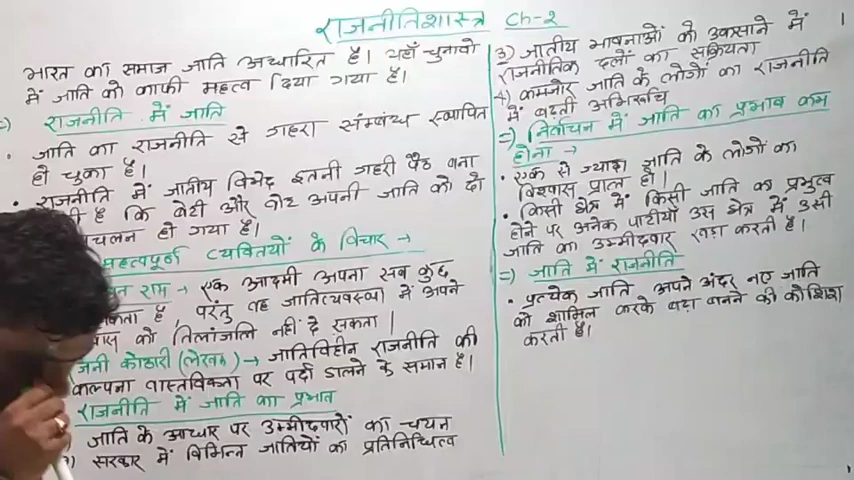 राजनीतिशास्त्र Ch-2
भारत का समाज जाति अधारित है। यहाँ चुनावो
में जाति को काफी महत्व दिया गया है।
राजनीति में जाति
• जाति का राजनीति से गहरा संम्बंध स्थापित
हो चुका है।
• राजनीति में जातीय विभेद इतनी गहरी पैठ बना
है कि बेटी और वोट अपनी जाति को दो
चलन हो गया है।
महत्वपूर्ण व्यक्तियों के विचार →
राम → एक आदमी अपना सब कुछ
है, परंतु वह जातिव्यवस्था में अपने
को तिलांजलि नहीं दे सकता।
कोठारी (लेखक) → जातिविहीन राजनीति की
कल्पना वास्तविकता पर पर्दा डालने के समान है।
राजनीति में जाति का प्रभाव
जाति के आधार पर उम्मीदवारों का चयन
सरकार में विभिन्न जातियों का प्रतिनिधित्व
3) जातीय भावनाओं को उकसाने में
राजनीतिक दलों का सक्रियता
4) कमजोर जाति के लोगों का राजनीति
में बढ़ती अभिरुचि
⇒ निर्वाचन में जाति का प्रभाव कम
होना →
• एक से ज्यादा जाति के लोगों का
विश्वास प्राप्त हो।
• किसी क्षेत्र में किसी जाति का प्रभुत्व
होने पर अनेक पार्टीयाँ उस क्षेत्र में उसी
जाति का उम्मीदवार खड़ा करती है।
⇒ जाति में राजनीति
• प्रत्येक जाति अपने अंदर नए जाति
को शामिल करके बड़ा बनने की कोशिश
करती है।